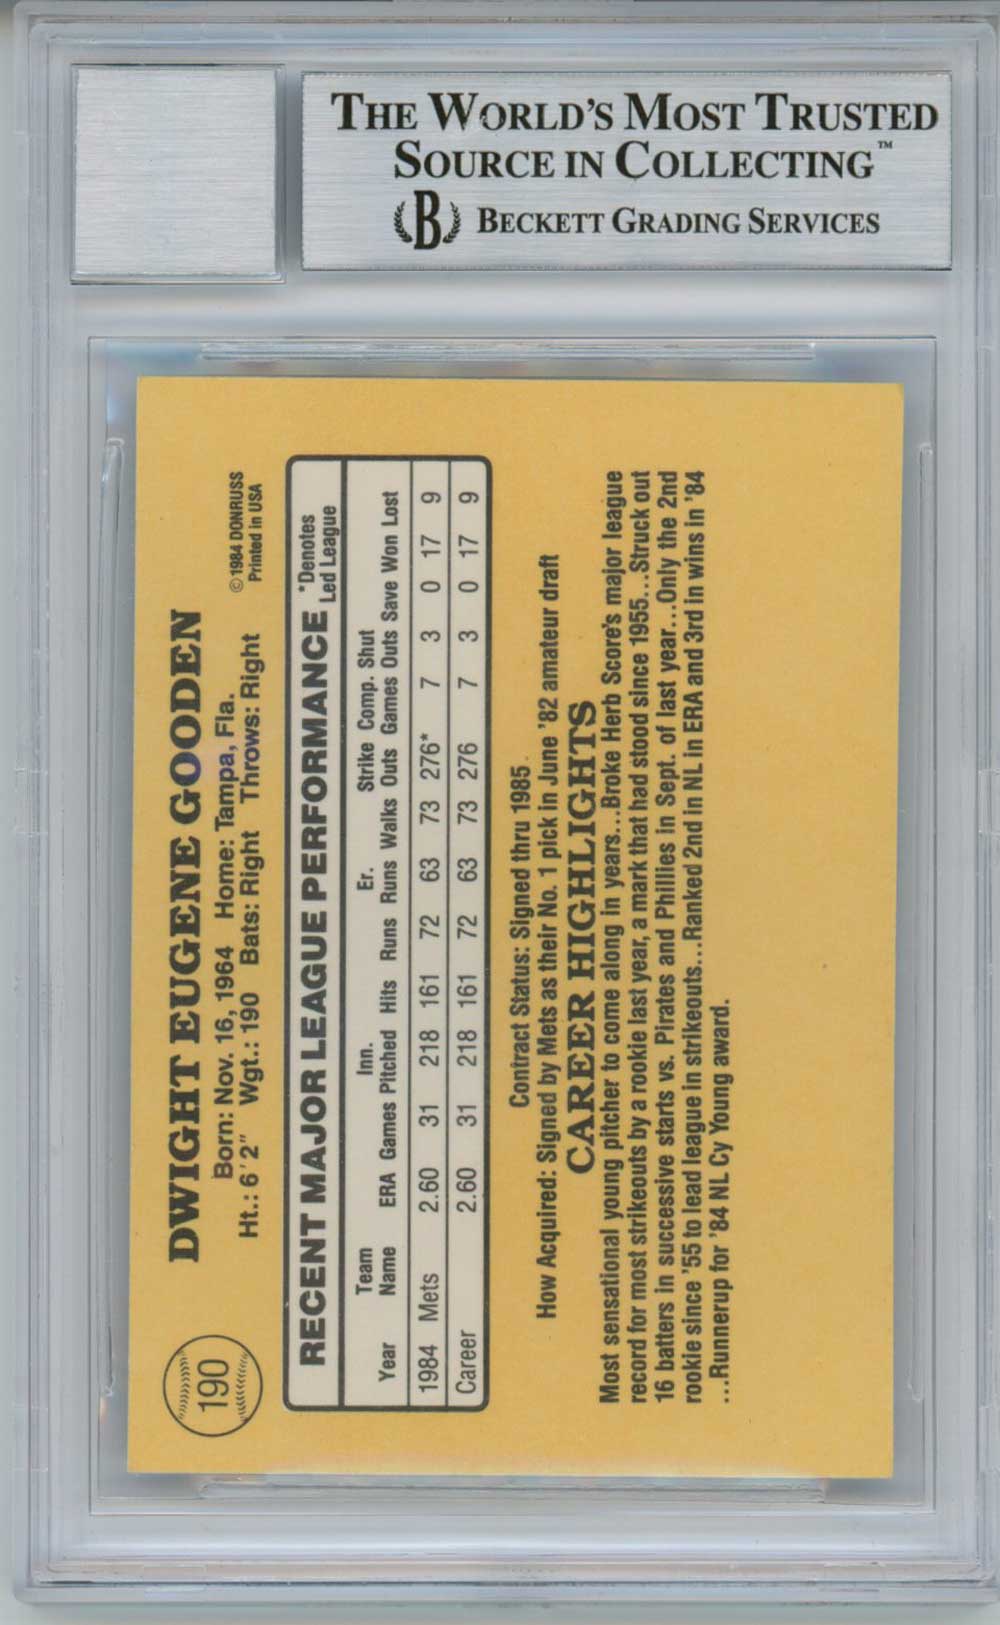 THE WORLD'S MOST TRUSTED
SOURCE IN COLLECTING™
B BECKETT GRADING SERVICES
190
DWIGHT EUGENE GOODEN
Born: Nov. 16, 1964 Home: Tampa, Fla.
Ht.: 6'2" Wgt.: 190 Bats: Right Throws: Right
© 1984 DONRUSS
Printed in USA
RECENT MAJOR LEAGUE PERFORMANCE *Denotes Led League
Year Team Name ERA Games Inn. Pitched Hits Runs Er. Runs Walks Strike Outs Comp. Games Shut Outs Save Won Lost
1984 Mets 2.60 31 218 161 72 63 73 276* 7 3 0 17 9
Career 2.60 31 218 161 72 63 73 276 7 3 0 17 9
Contract Status: Signed thru 1985
How Acquired: Signed by Mets as their No. 1 pick in June '82 amateur draft
CAREER HIGHLIGHTS
Most sensational young pitcher to come along in years...Broke Herb Score's major league
record for most strikeouts by a rookie last year, a mark that had stood since 1955...Struck out
16 batters in successive starts vs. Pirates and Phillies in Sept. of last year...Only the 2nd
rookie since '55 to lead league in strikeouts...Ranked 2nd in NL in ERA and 3rd in wins in '84
...Runnerup for '84 NL Cy Young award.